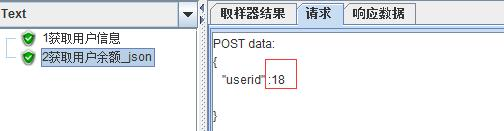 Text
取样器结果 请求 响应数据
1获取用户信息
2获取用户余额_json
POST data:
{
"userid":18
}